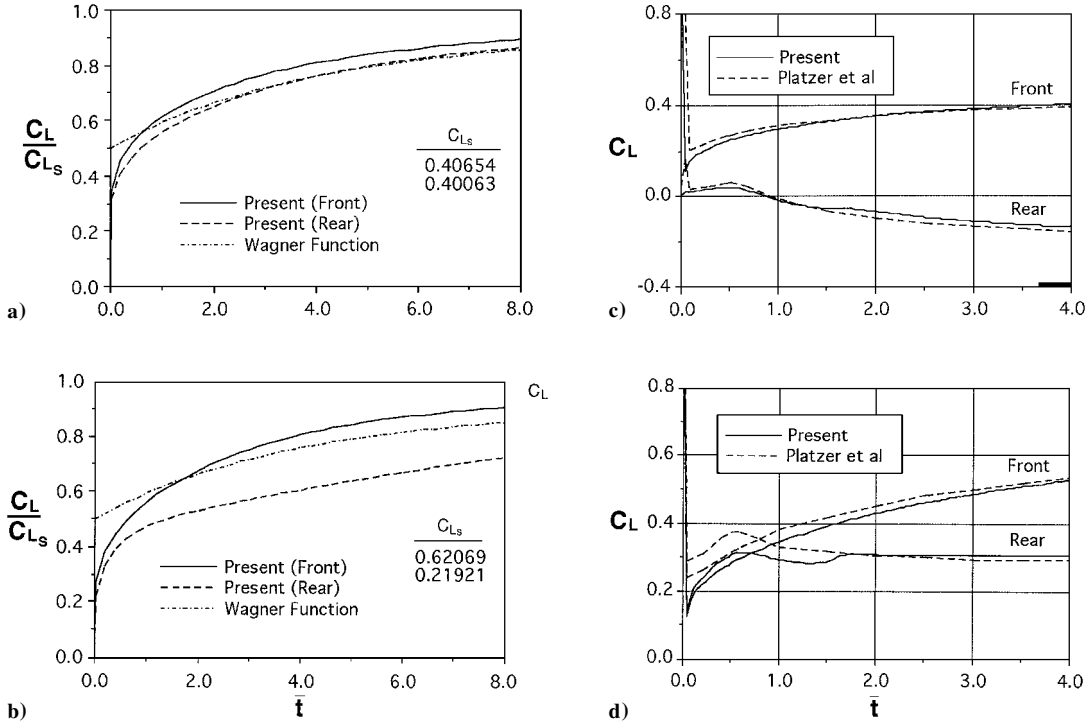 a)
1.0
0.8
0.6
0.4
0.2
0.0
C_L
C_Ls
C_Ls
0.40654
0.40063
Present (Front)
Present (Rear)
Wagner Function
0.0 2.0 4.0 6.0 8.0
c)
0.8
0.4
0.0
-0.4
C_L
Present
Platzer et al
Front
Rear
0.0 1.0 2.0 3.0 4.0
b)
1.0
0.8
0.6
0.4
0.2
0.0
C_L
C_Ls
C_Ls
0.62069
0.21921
Present (Front)
Present (Rear)
Wagner Function
0.0 2.0 4.0 6.0 8.0
t̄
C_L
d)
0.8
0.6
0.4
0.2
0.0
C_L
Present
Platzer et al
Front
Rear
0.0 1.0 2.0 3.0 4.0
t̄